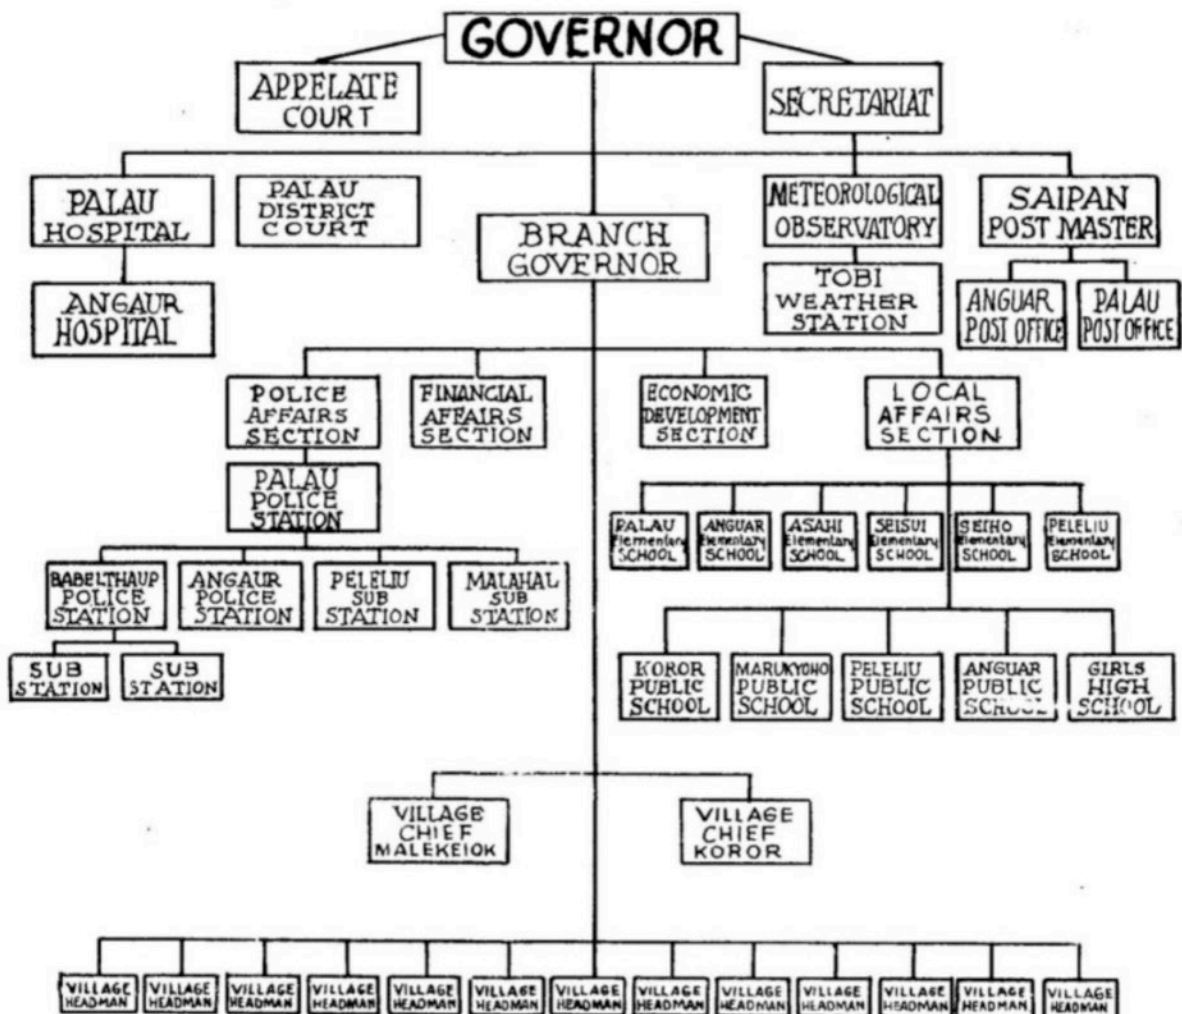 GOVERNOR
APPELATE
COURT
SECRETARIAT
PALAU
HOSPITAL
PALAU
DISTRICT
COURT
BRANCH
GOVERNOR
METEOROLOGICAL
OBSERVATORY
SAIPAN
POST MASTER
ANGAUR
HOSPITAL
TOBI
WEATHER
STATION
ANGUAR
POST OFFICE
PALAU
POST OFFICE
POLICE
AFFAIRS
SECTION
FINANCIAL
AFFAIRS
SECTION
ECONOMIC
DEVELOPMENT
SECTION
LOCAL
AFFAIRS
SECTION
PALAU
POLICE
STATION
PALAU
Elementary
SCHOOL
ANGUAR
Elementary
SCHOOL
ASAHI
Elementary
SCHOOL
SEISUI
Elementary
SCHOOL
SEIHO
Elementary
SCHOOL
PELELIU
Elementary
SCHOOL
BABELTHAUP
POLICE
STATION
ANGAUR
POLICE
STATION
PELELIU
SUB
STATION
MALAHAL
SUB
STATION
SUB
STATION
SUB
STATION
KOROR
PUBLIC
SCHOOL
MARUKYOHO
PUBLIC
SCHOOL
PELELIU
PUBLIC
SCHOOL
ANGUAR
PUBLIC
SCHOOL
GIRLS
HIGH
SCHOOL
VILLAGE
CHIEF
MALEKEIOK
VILLAGE
CHIEF
KOROR
VILLAGE
HEADMAN
VILLAGE
HEADMAN
VILLAGE
HEADMAN
VILLAGE
HEADMAN
VILLAGE
HEADMAN
VILLAGE
HEADMAN
VILLAGE
HEADMAN
VILLAGE
HEADMAN
VILLAGE
HEADMAN
VILLAGE
HEADMAN
VILLAGE
HEADMAN
VILLAGE
HEADMAN
VILLAGE
HEADMAN